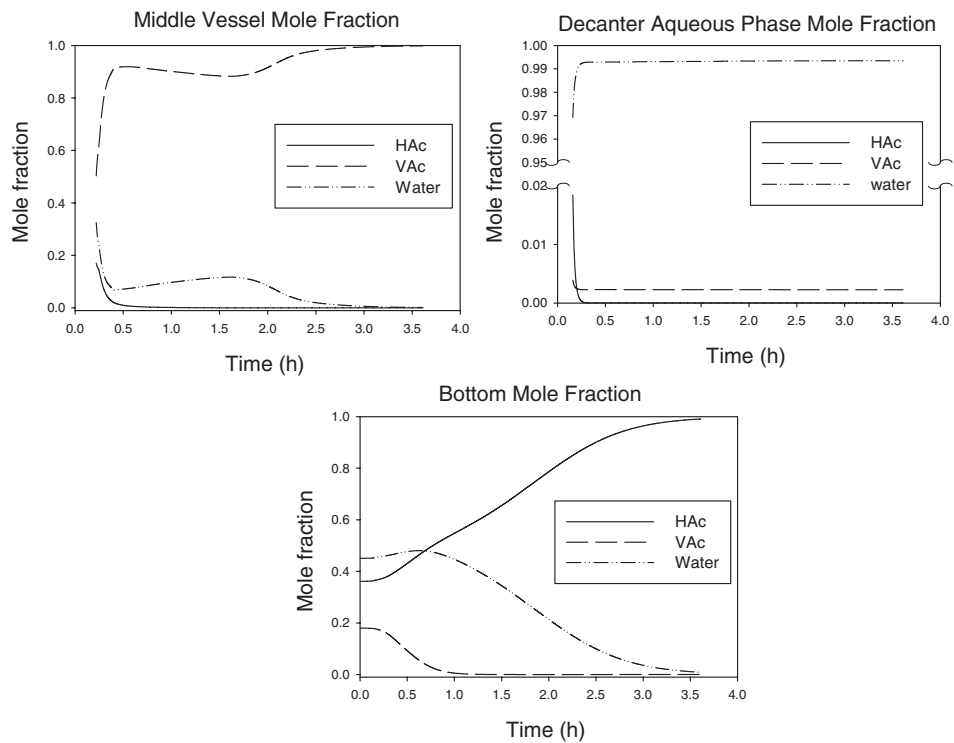 Middle Vessel Mole Fraction
Mole fraction
1.0
0.8
0.6
0.4
0.2
0.0
HAc
VAc
Water
0.0 0.5 1.0 1.5 2.0 2.5 3.0 3.5 4.0
Time (h)
Decanter Aqueous Phase Mole Fraction
Mole fraction
1.00
0.99
0.98
0.97
0.96
0.95
0.02
0.01
0.00
HAc
VAc
water
0.0 0.5 1.0 1.5 2.0 2.5 3.0 3.5 4.0
Time (h)
Bottom Mole Fraction
Mole fraction
1.0
0.8
0.6
0.4
0.2
0.0
HAc
VAc
Water
0.0 0.5 1.0 1.5 2.0 2.5 3.0 3.5 4.0
Time (h)